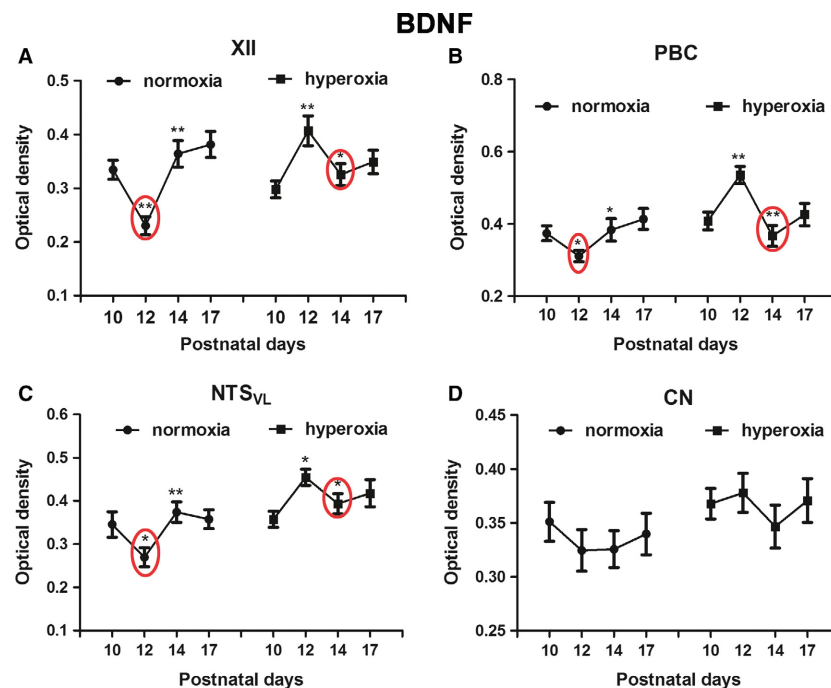 BDNF
A
XII
Optical density
0.5
0.4
0.3
0.2
0.1
normoxia
hyperoxia
**
**
**
*
10 12 14 17 10 12 14 17
Postnatal days
B
PBC
Optical density
0.8
0.6
0.4
0.2
normoxia
hyperoxia
*
*
**
**
10 12 14 17 10 12 14 17
Postnatal days
C
NTSVL
Optical density
0.6
0.5
0.4
0.3
0.2
0.1
normoxia
hyperoxia
*
**
*
*
10 12 14 17 10 12 14 17
Postnatal days
D
CN
Optical density
0.45
0.40
0.35
0.30
0.25
normoxia
hyperoxia
10 12 14 17 10 12 14 17
Postnatal days